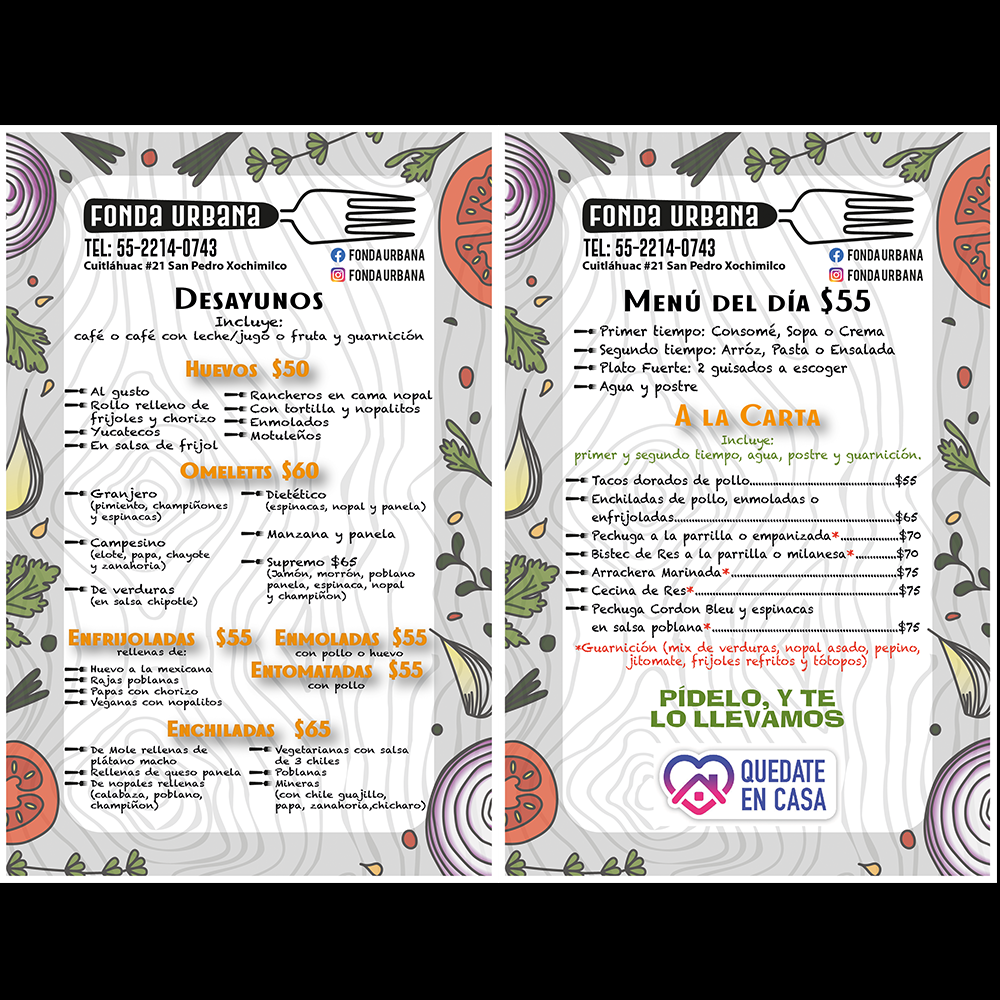 FONDA URBANA
TEL: 55-2214-0743
Cuitláhuac #21 San Pedro Xochimilco
FONDAURBANA
FONDAURBANA
DESAYUNOS
Incluye:
café o café con leche/jugo o fruta y guarnición
HUEVOS $50
Al gusto
Rollo relleno de
frijoles y chorizo
Yucatecos
En salsa de frijol
Rancheros en cama nopal
Con tortilla y nopalitos
Enmolados
Motuleños
OMELETTS $60
Granjero
(pimiento, champiñones
y espinacas)
Campesino
(elote, papa, chayote
y zanahoria)
De verduras
(en salsa chipotle)
Dietético
(espinacas, nopal y panela)
Manzana y panela
Supremo $65
(Jamón, morrón, poblano
panela, espinaca, nopal
y champiñon)
ENFRIJOLADAS $55
rellenas de:
Huevo a la mexicana
Rajas poblanas
Papas con chorizo
Veganas con nopalitos
ENMOLADAS $55
con pollo o huevo
ENTOMATADAS $55
con pollo
ENCHILADAS $65
De Mole rellenas de
plátano macho
Rellenas de queso panela
De nopales rellenas
(calabaza, poblano,
champiñon)
Vegetarianas con salsa
de 3 chiles
Poblanas
Mineras
(con chile guajillo,
papa, zanahoria,chicharo)
FONDA URBANA
TEL: 55-2214-0743
Cuitláhuac #21 San Pedro Xochimilco
FONDAURBANA
FONDAURBANA
MENÚ DEL DÍA $55
Primer tiempo: Consomé, Sopa o Crema
Segundo tiempo: Arróz, Pasta o Ensalada
Plato Fuerte: 2 guisados a escoger
Agua y postre
A LA CARTA
Incluye:
primer y segundo tiempo, agua, postre y guarnición.
Tacos dorados de pollo......$55
Enchiladas de pollo, enmoladas o
enfrijoladas......$65
Pechuga a la parrilla o empanizada*......$70
Bistec de Res a la parrilla o milanesa*......$70
Arrachera Marinada*......$75
Cecina de Res*......$75
Pechuga Cordon Bleu y espinacas
en salsa poblana*......$75
*Guarnición (mix de verduras, nopal asado, pepino,
jitomate, frijoles refritos y tótopos)
PÍDELO, Y TE
LO LLEVAMOS
QUEDATE
EN CASA